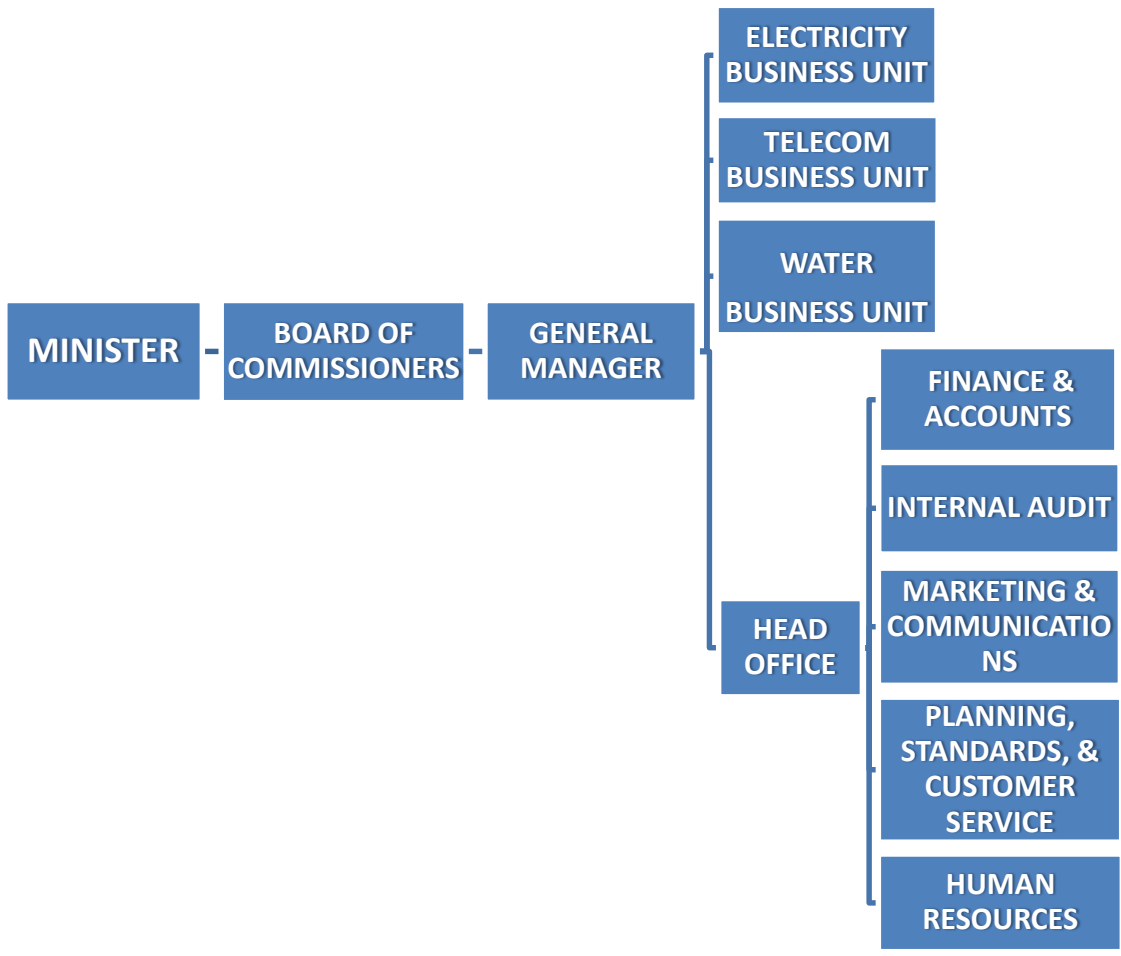 MINISTER
BOARD OF
COMMISSIONERS
GENERAL
MANAGER
ELECTRICITY
BUSINESS UNIT
TELECOM
BUSINESS UNIT
WATER
BUSINESS UNIT
HEAD
OFFICE
FINANCE &
ACCOUNTS
INTERNAL AUDIT
MARKETING &
COMMUNICATIO
NS
PLANNING,
STANDARDS, &
CUSTOMER
SERVICE
HUMAN
RESOURCES